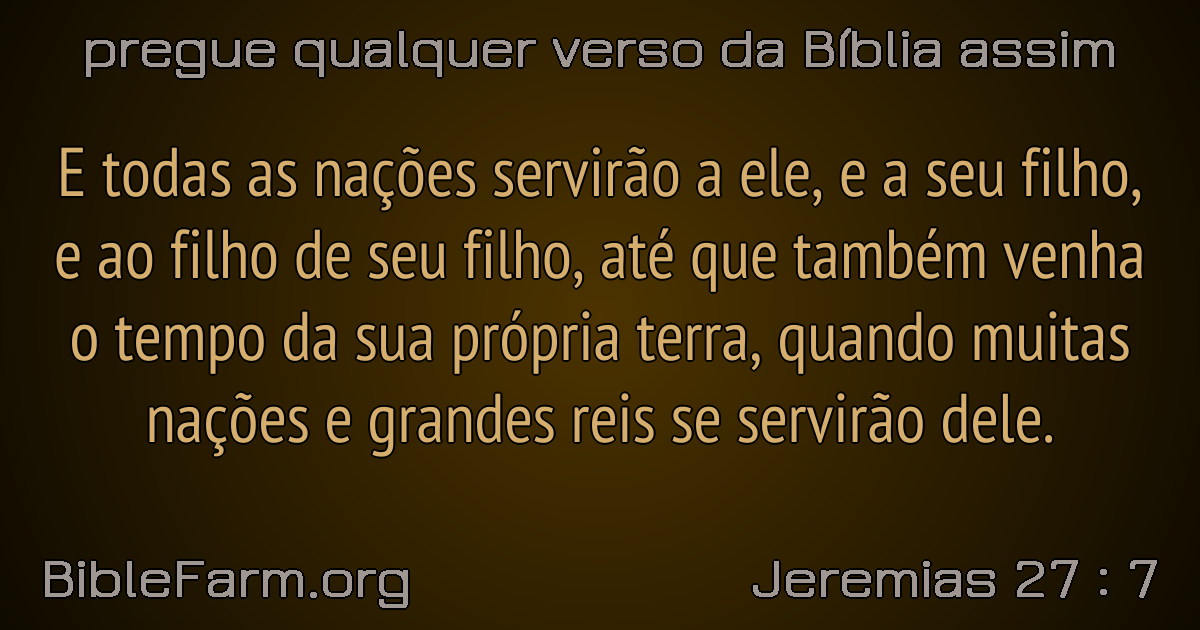 pregue qualquer verso da Bíblia assim
E todas as nações servirão a ele, e a seu filho,
e ao filho de seu filho, até que também venha
o tempo da sua própria terra, quando muitas
nações e grandes reis se servirão dele.
BibleFarm.org
Jeremias 27 : 7